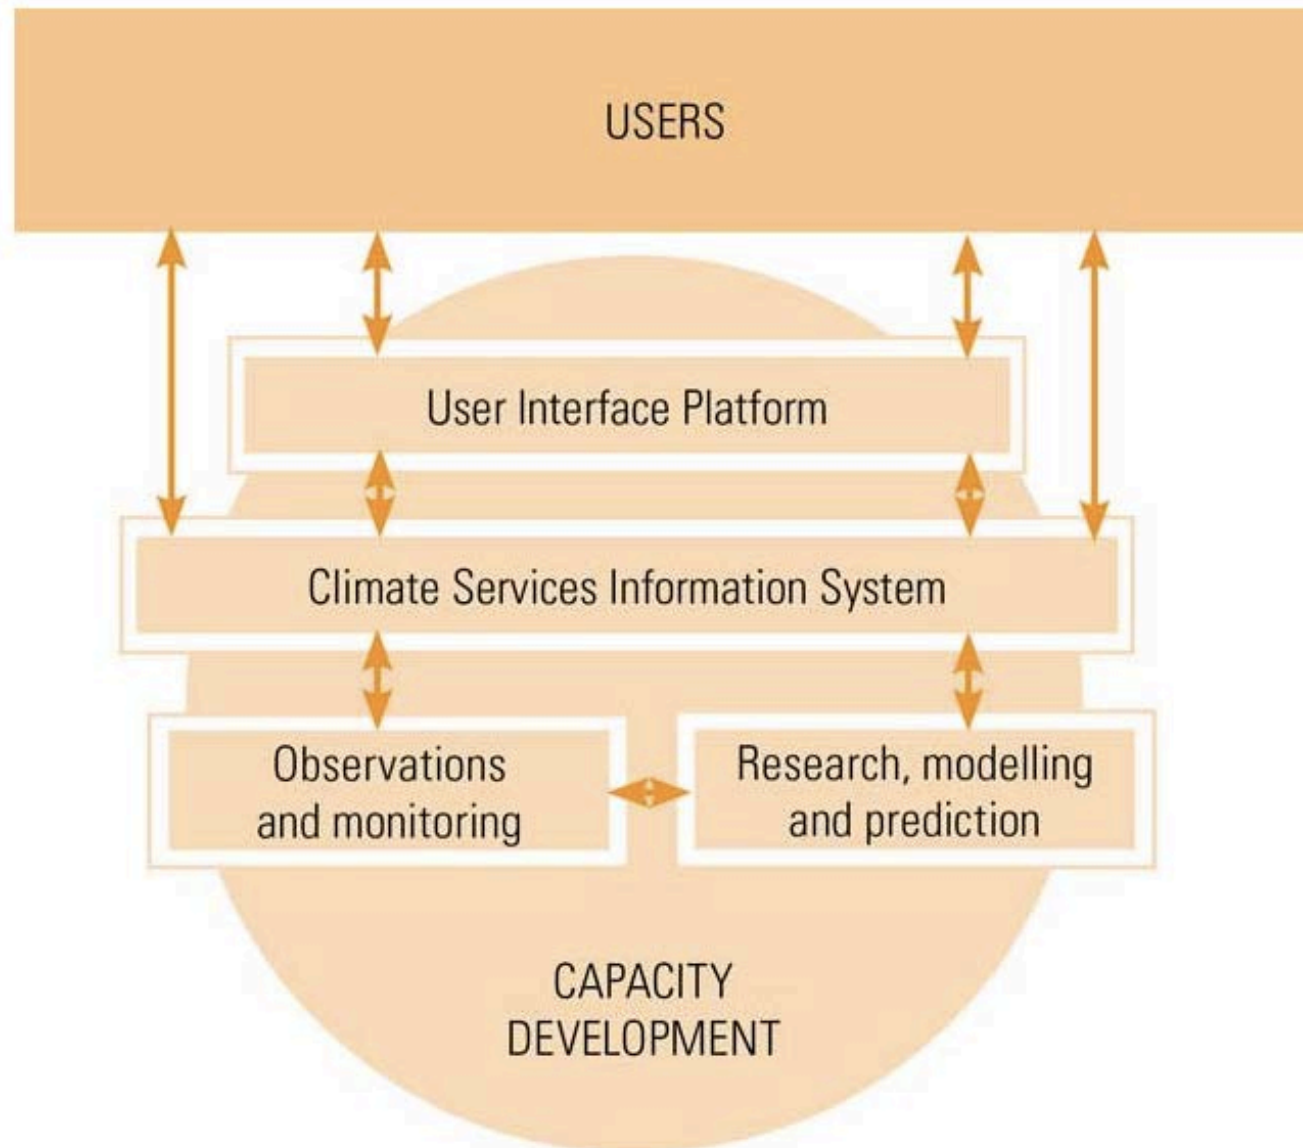 USERS
User Interface Platform
Climate Services Information System
Observations
and monitoring
Research, modelling
and prediction
CAPACITY
DEVELOPMENT